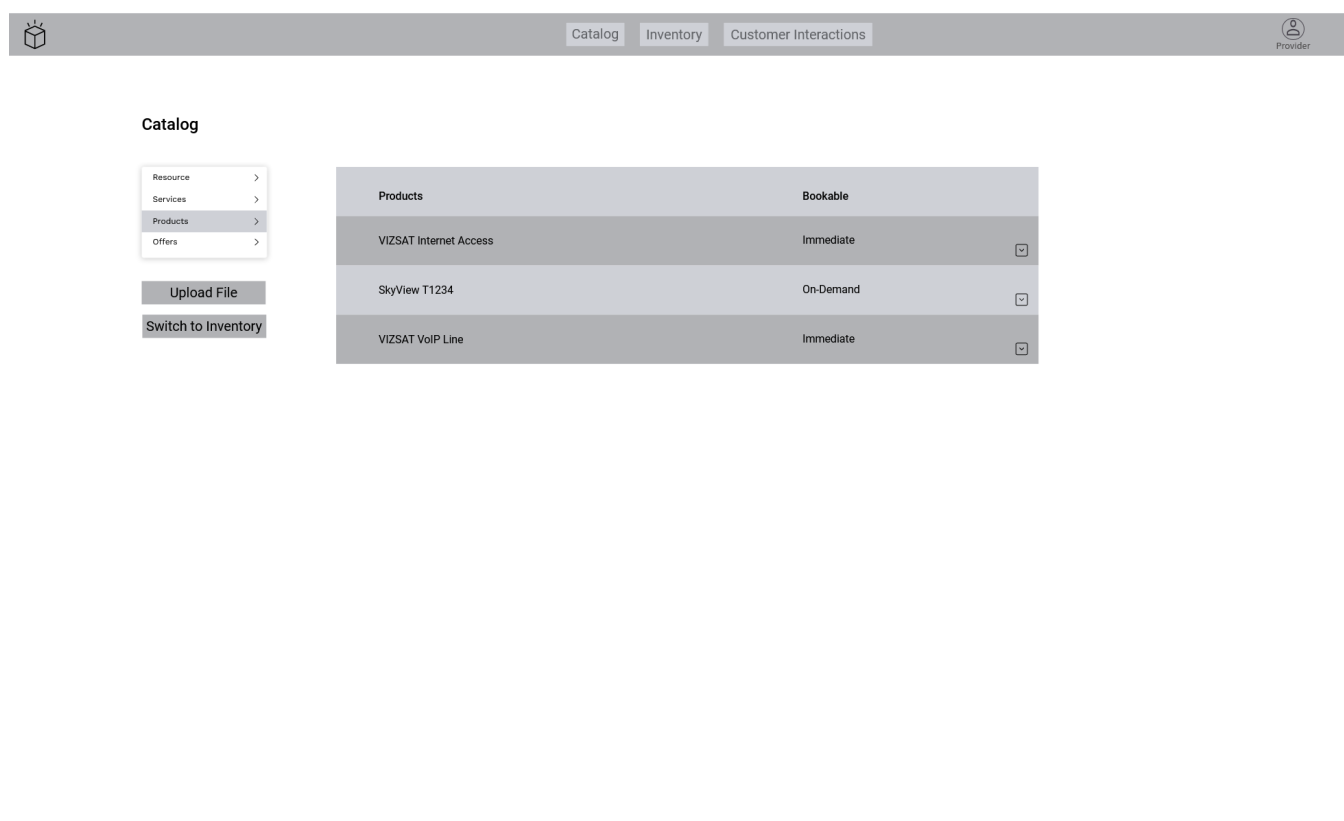 Catalog
Inventory
Customer Interactions
Provider
Catalog
Resource
Services
Products
Offers
Upload File
Switch to Inventory
Products Bookable
VIZSAT Internet Access Immediate
SkyView T1234 On-Demand
VIZSAT VoIP Line Immediate